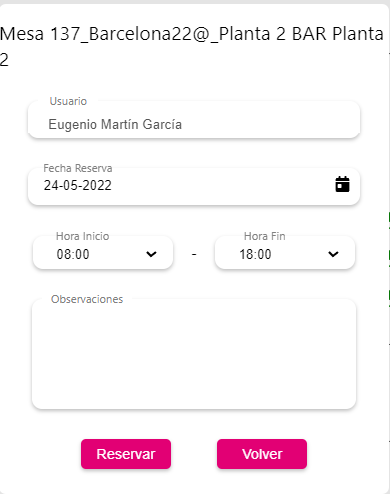 Mesa 137_Barcelona22@_Planta 2 BAR Planta
2
Usuario
Eugenio Martín García
Fecha Reserva
24-05-2022
Hora Inicio
Hora Fin
08:00 - 18:00
Observaciones
Reservar
Volver